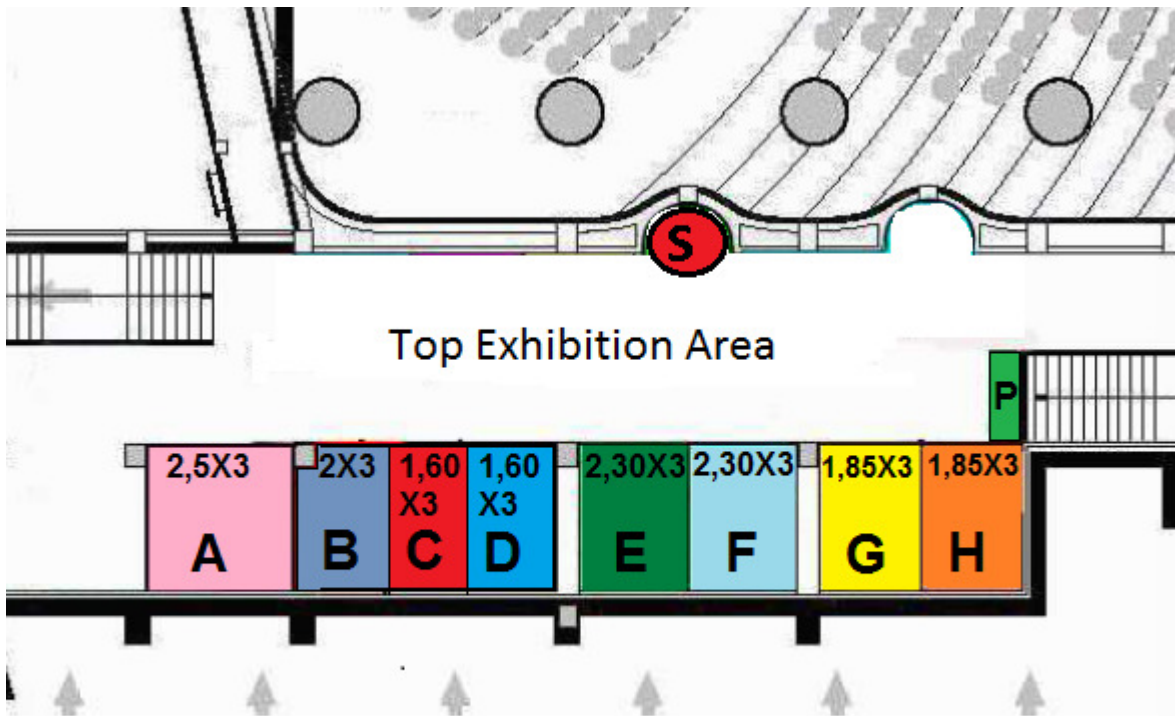 S
Top Exhibition Area
P
2,5X3
A
2X3
B
1,60
X3
C
1,60
X3
D
2,30X3
E
2,30X3
F
1,85X3
G
1,85X3
H